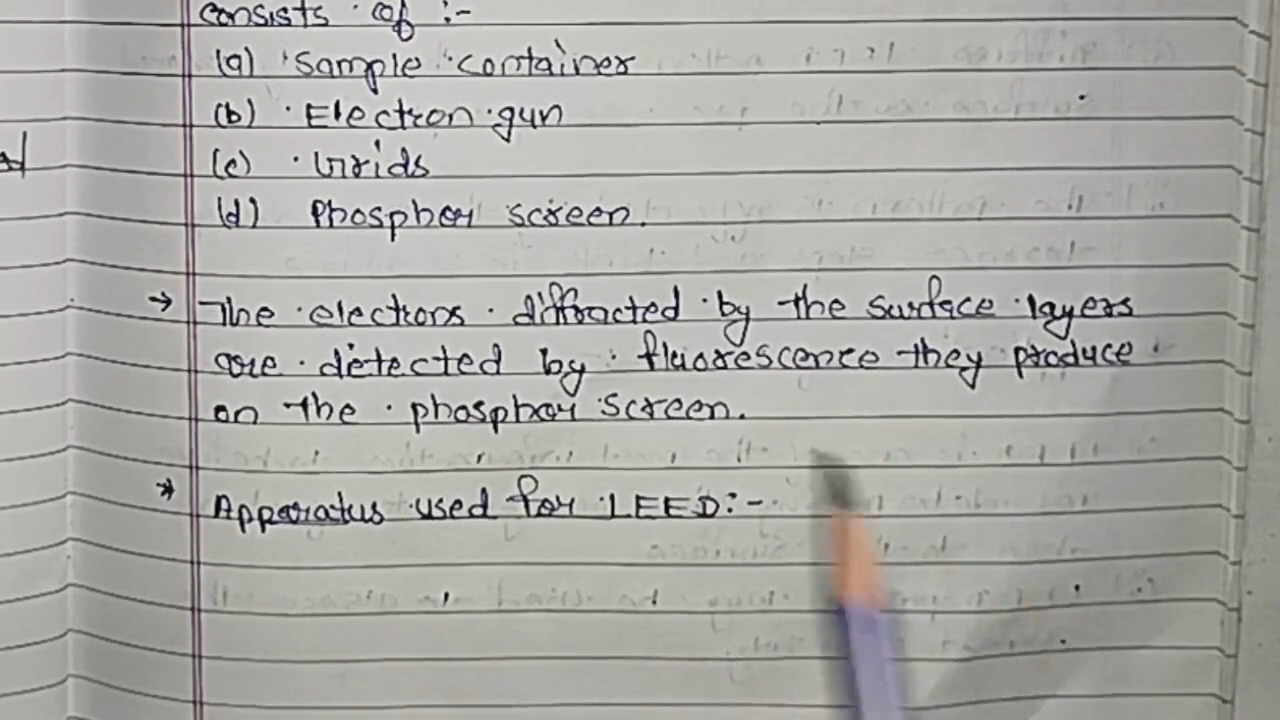 consists of :-
(a) Sample container
(b) Electron gun
(c) Grids
(d) Phosphor screen.
→ The electrons diffracted by the surface layers
are detected by fluorescence they produce
on the phosphor screen.
* Apparatus used for LEED:-